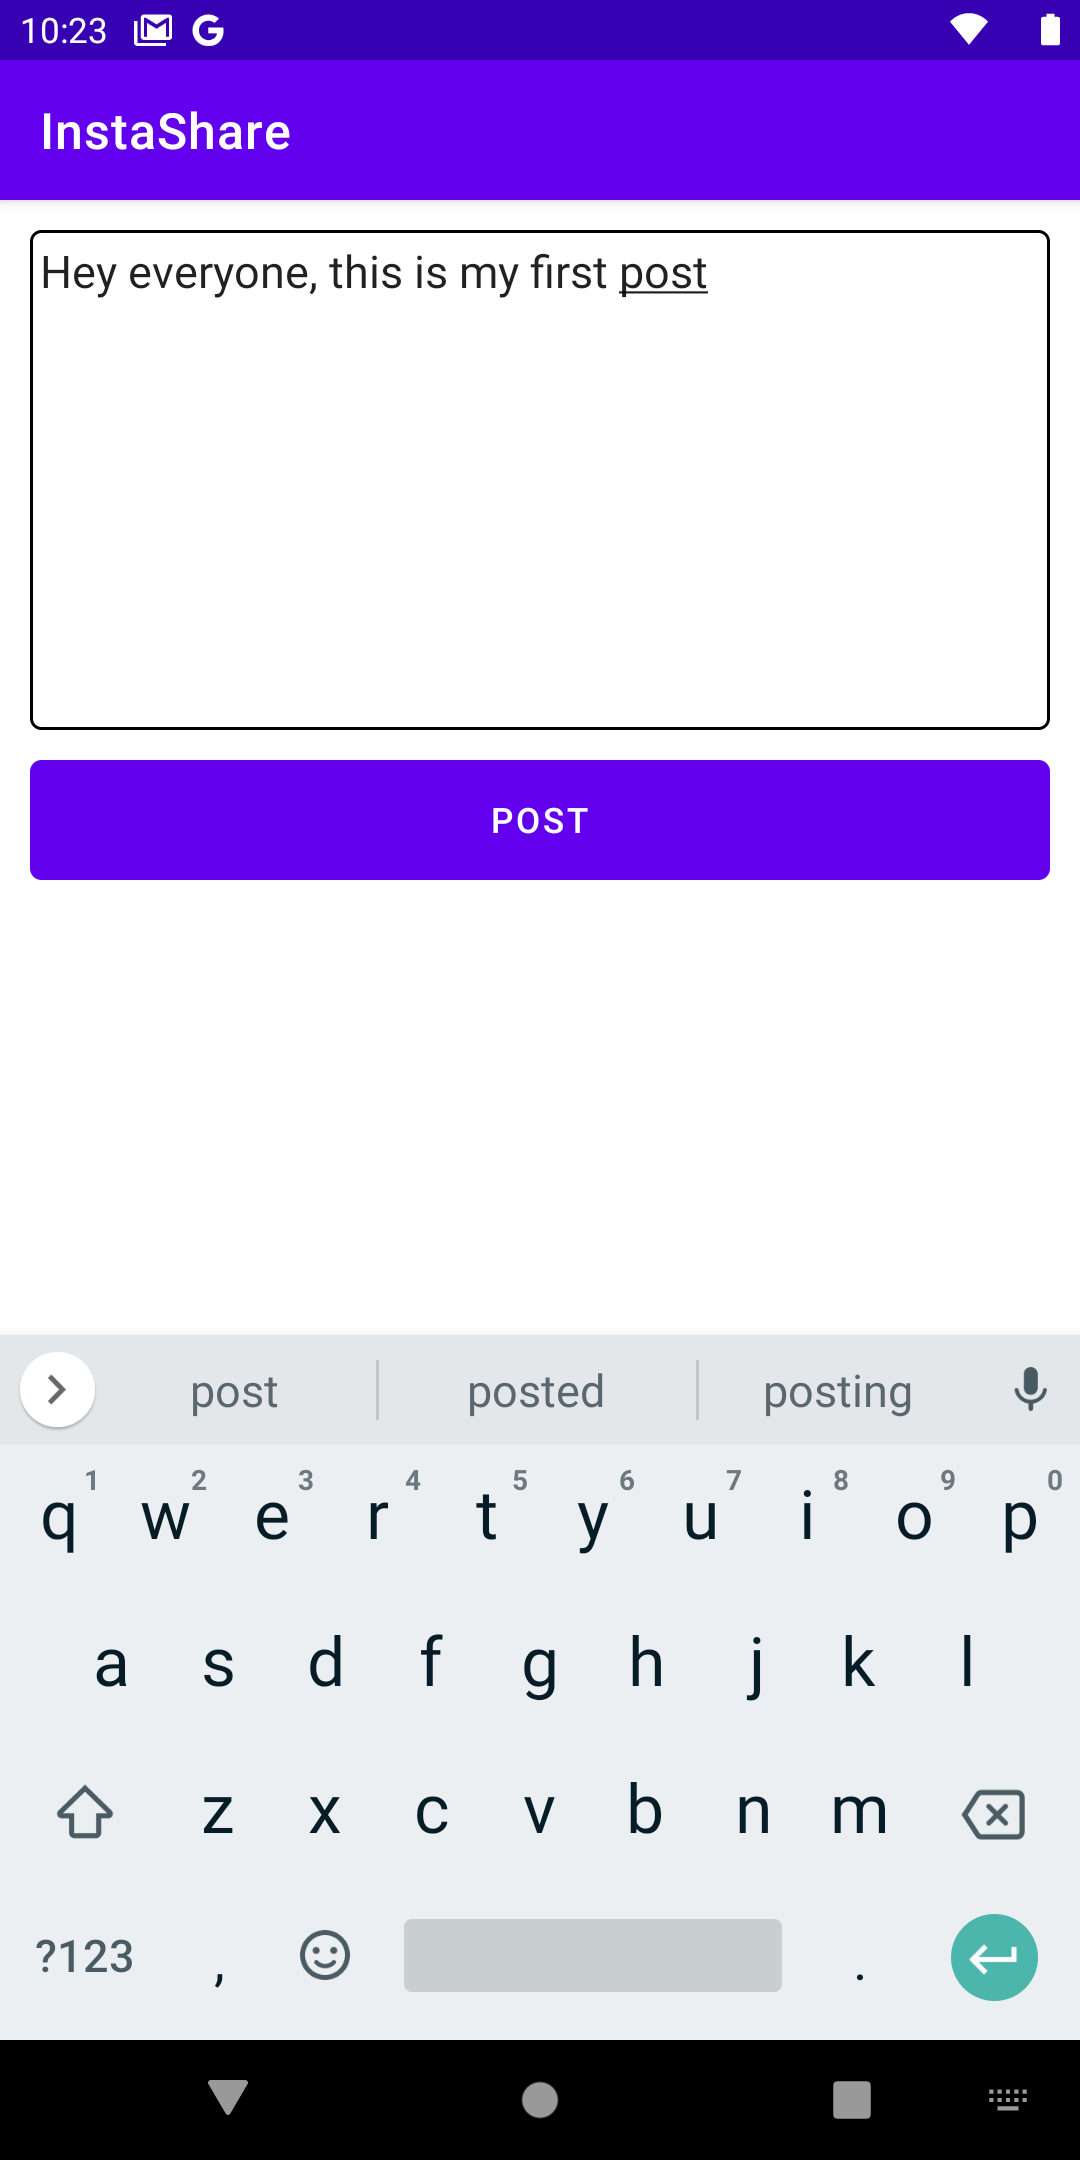 10:23
InstaShare
Hey everyone, this is my first post
POST
post posted posting
1 2 3 4 5 6 7 8 9 0
q w e r t y u i o p
a s d f g h j k l
z x c v b n m
?123 , .